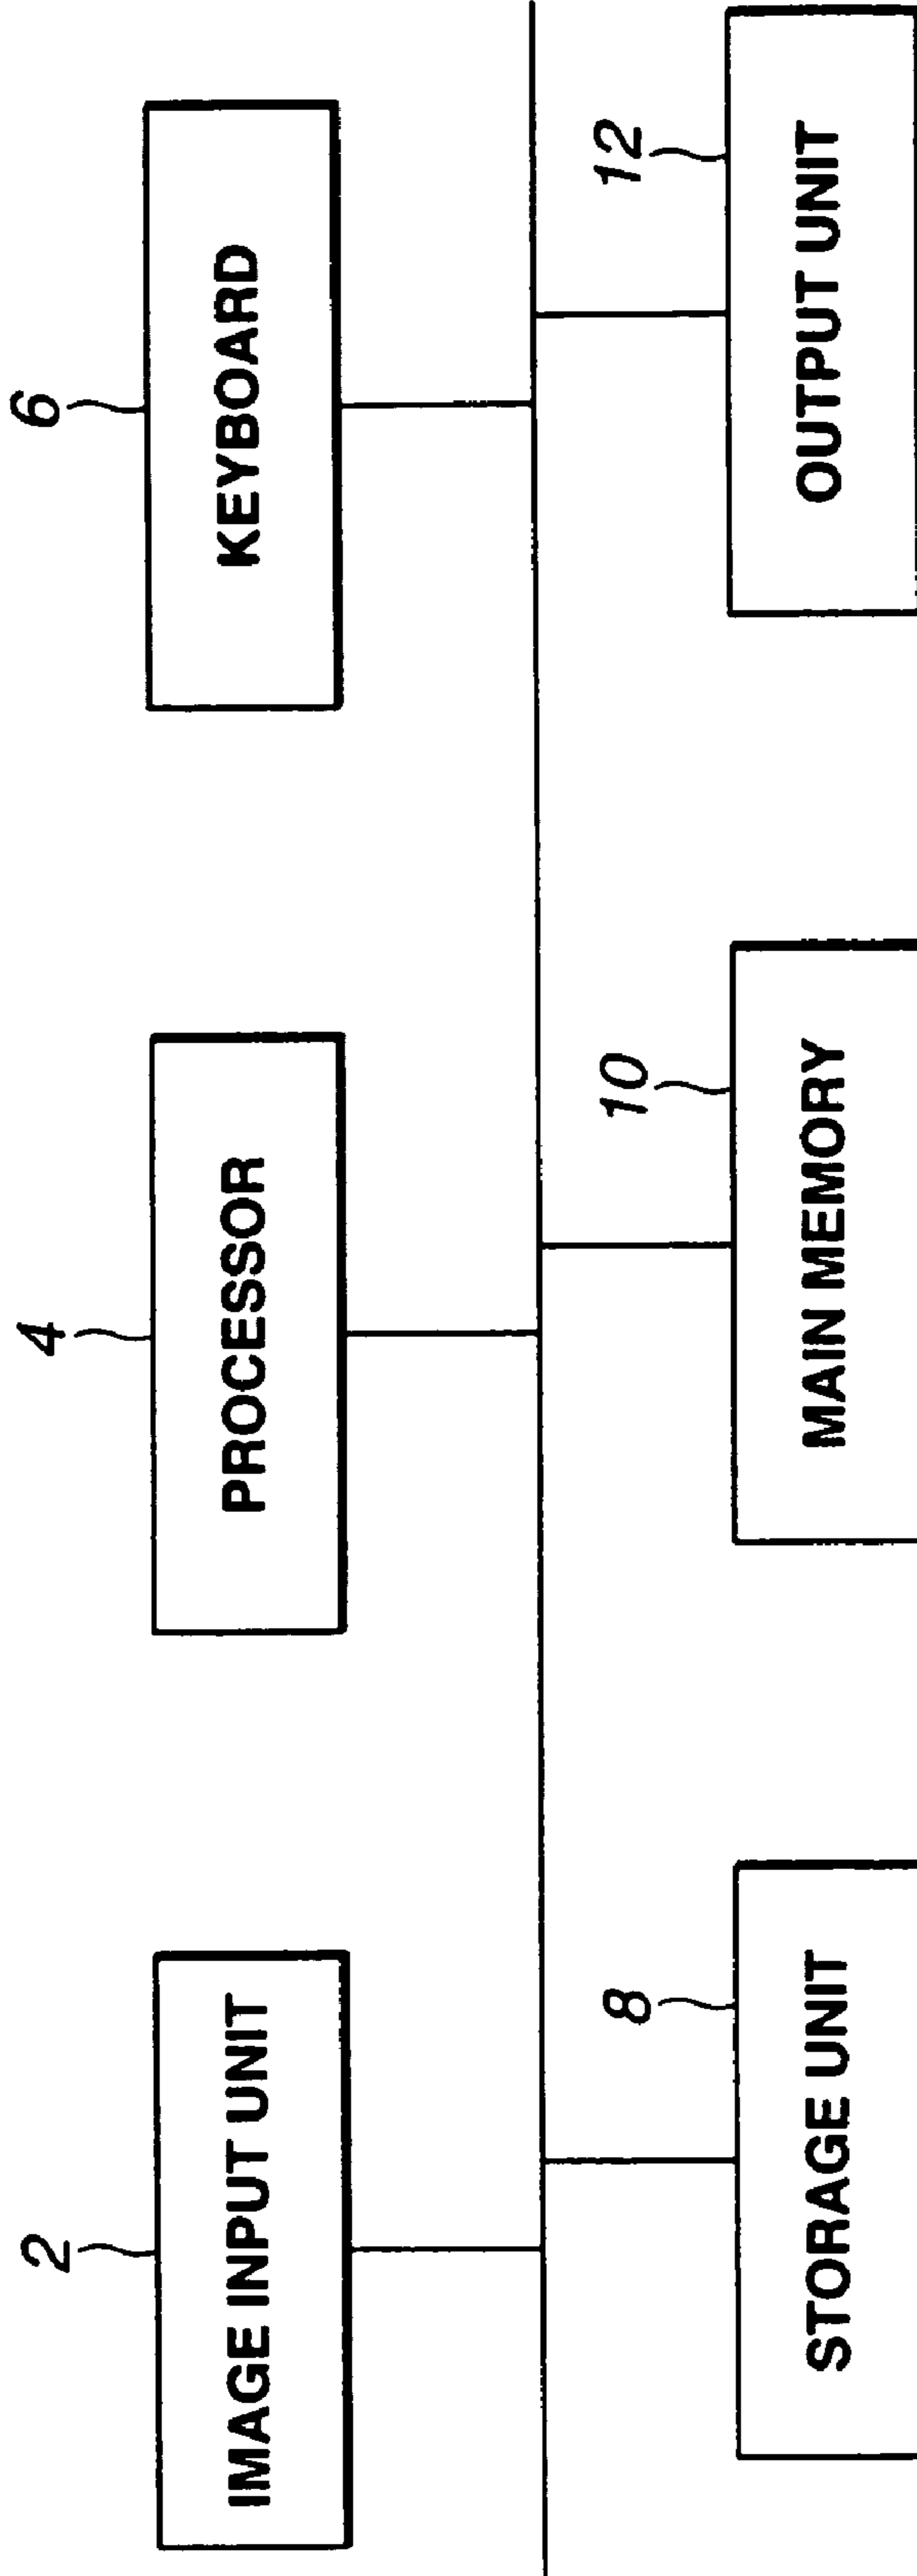 2
4
6
IMAGE INPUT UNIT
PROCESSOR
KEYBOARD
8
10
12
STORAGE UNIT
MAIN MEMORY
OUTPUT UNIT